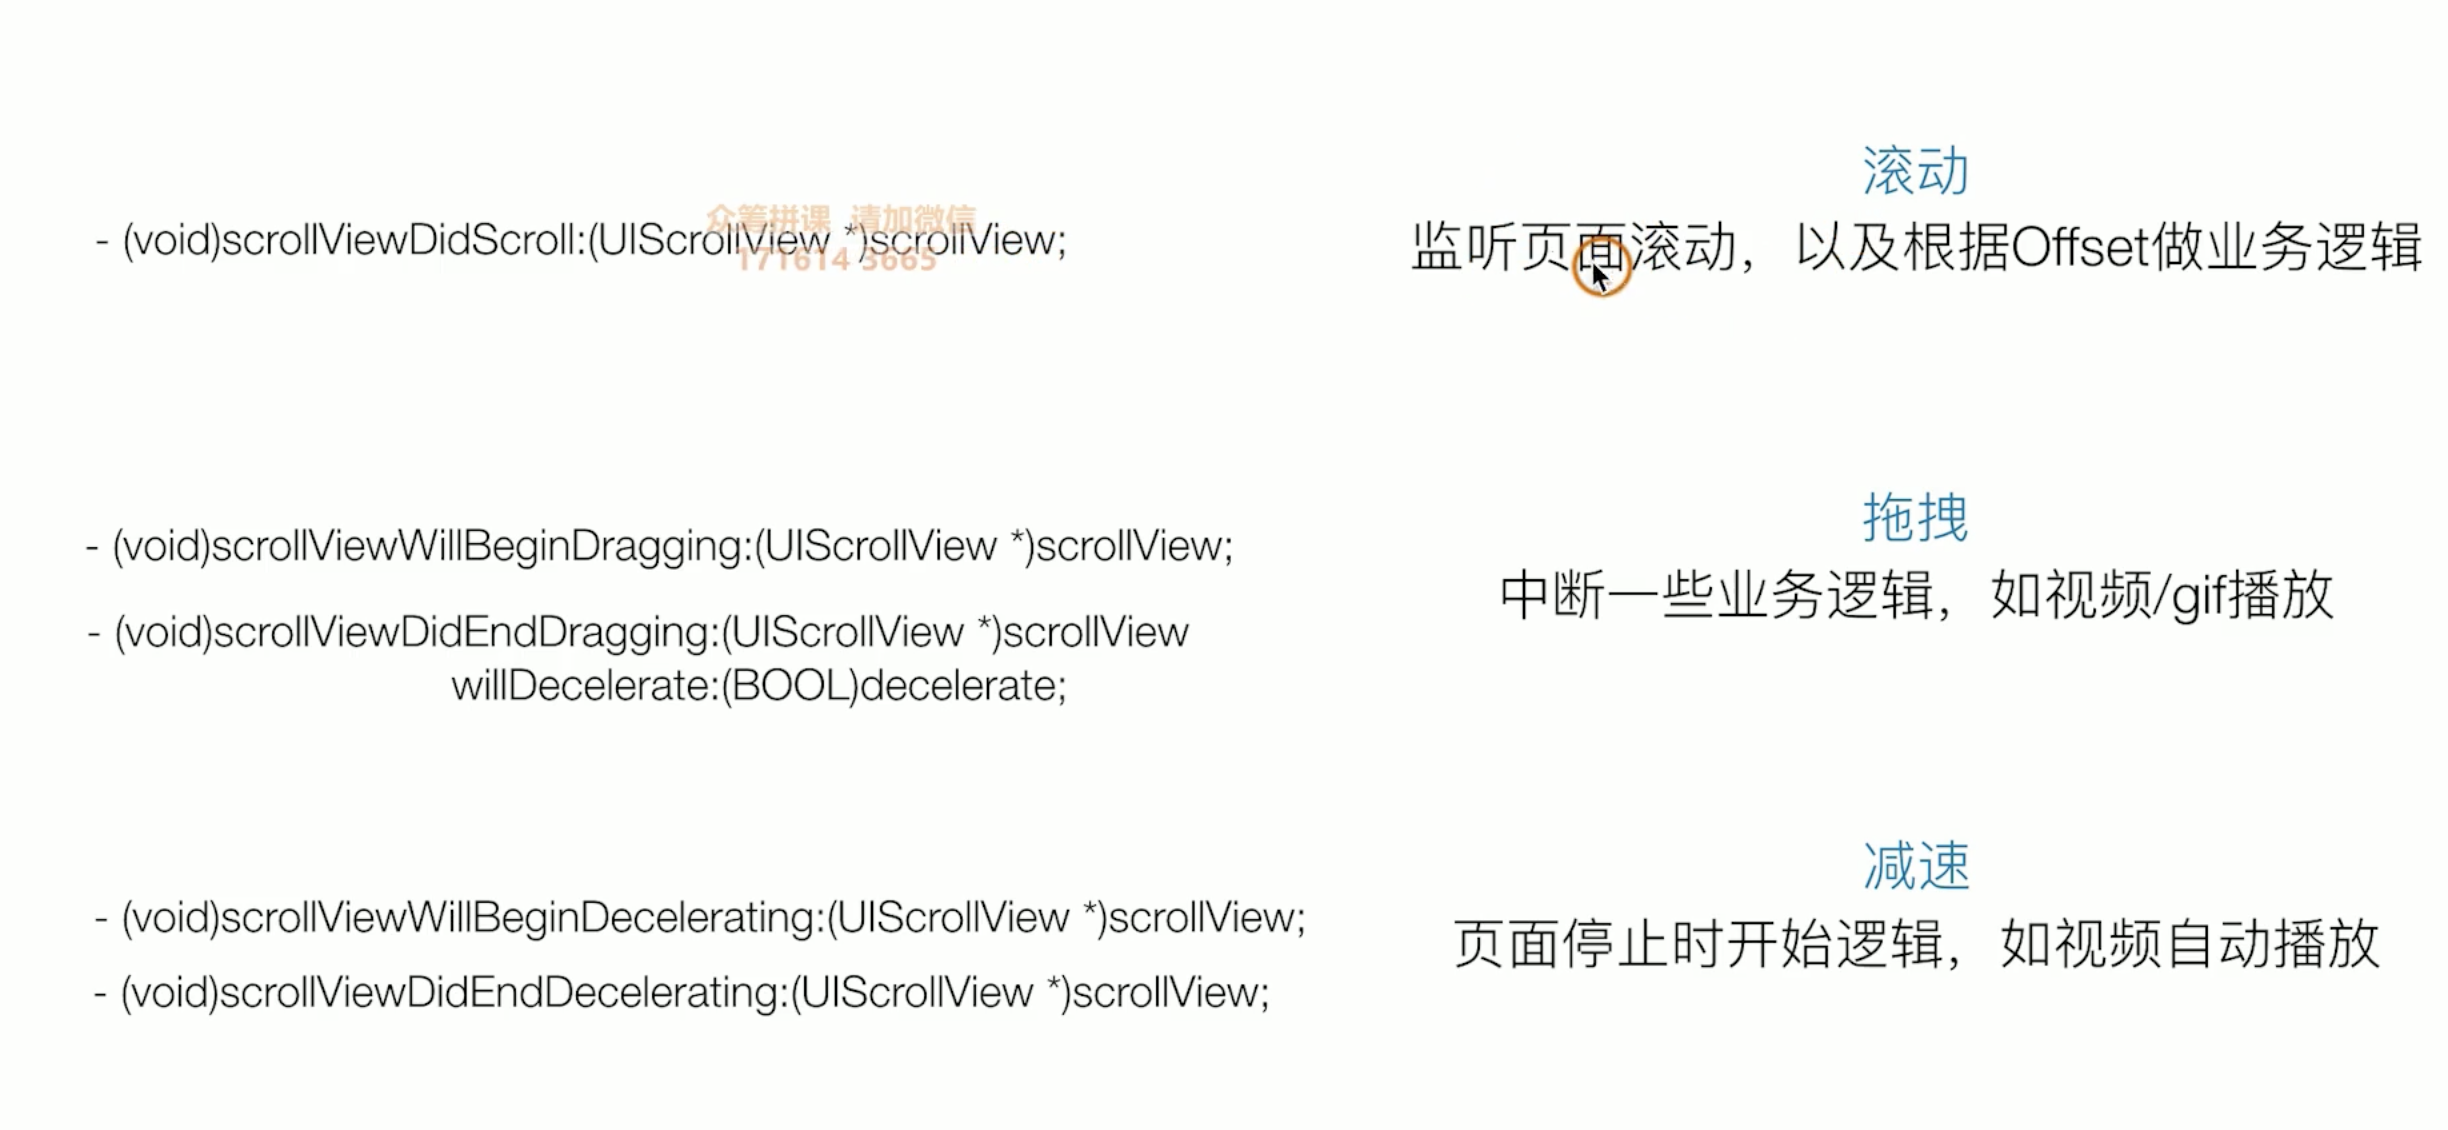 滚动
- (void)scrollViewDidScroll:(UIScrollView *)scrollView;
监听页面滚动，以及根据Offset做业务逻辑
众筹拼课 请加微信
171614 3665
拖拽
- (void)scrollViewWillBeginDragging:(UIScrollView *)scrollView;
中断一些业务逻辑，如视频/gif播放
- (void)scrollViewDidEndDragging:(UIScrollView *)scrollView
willDecelerate:(BOOL)decelerate;
减速
- (void)scrollViewWillBeginDecelerating:(UIScrollView *)scrollView;
页面停止时开始逻辑，如视频自动播放
- (void)scrollViewDidEndDecelerating:(UIScrollView *)scrollView;